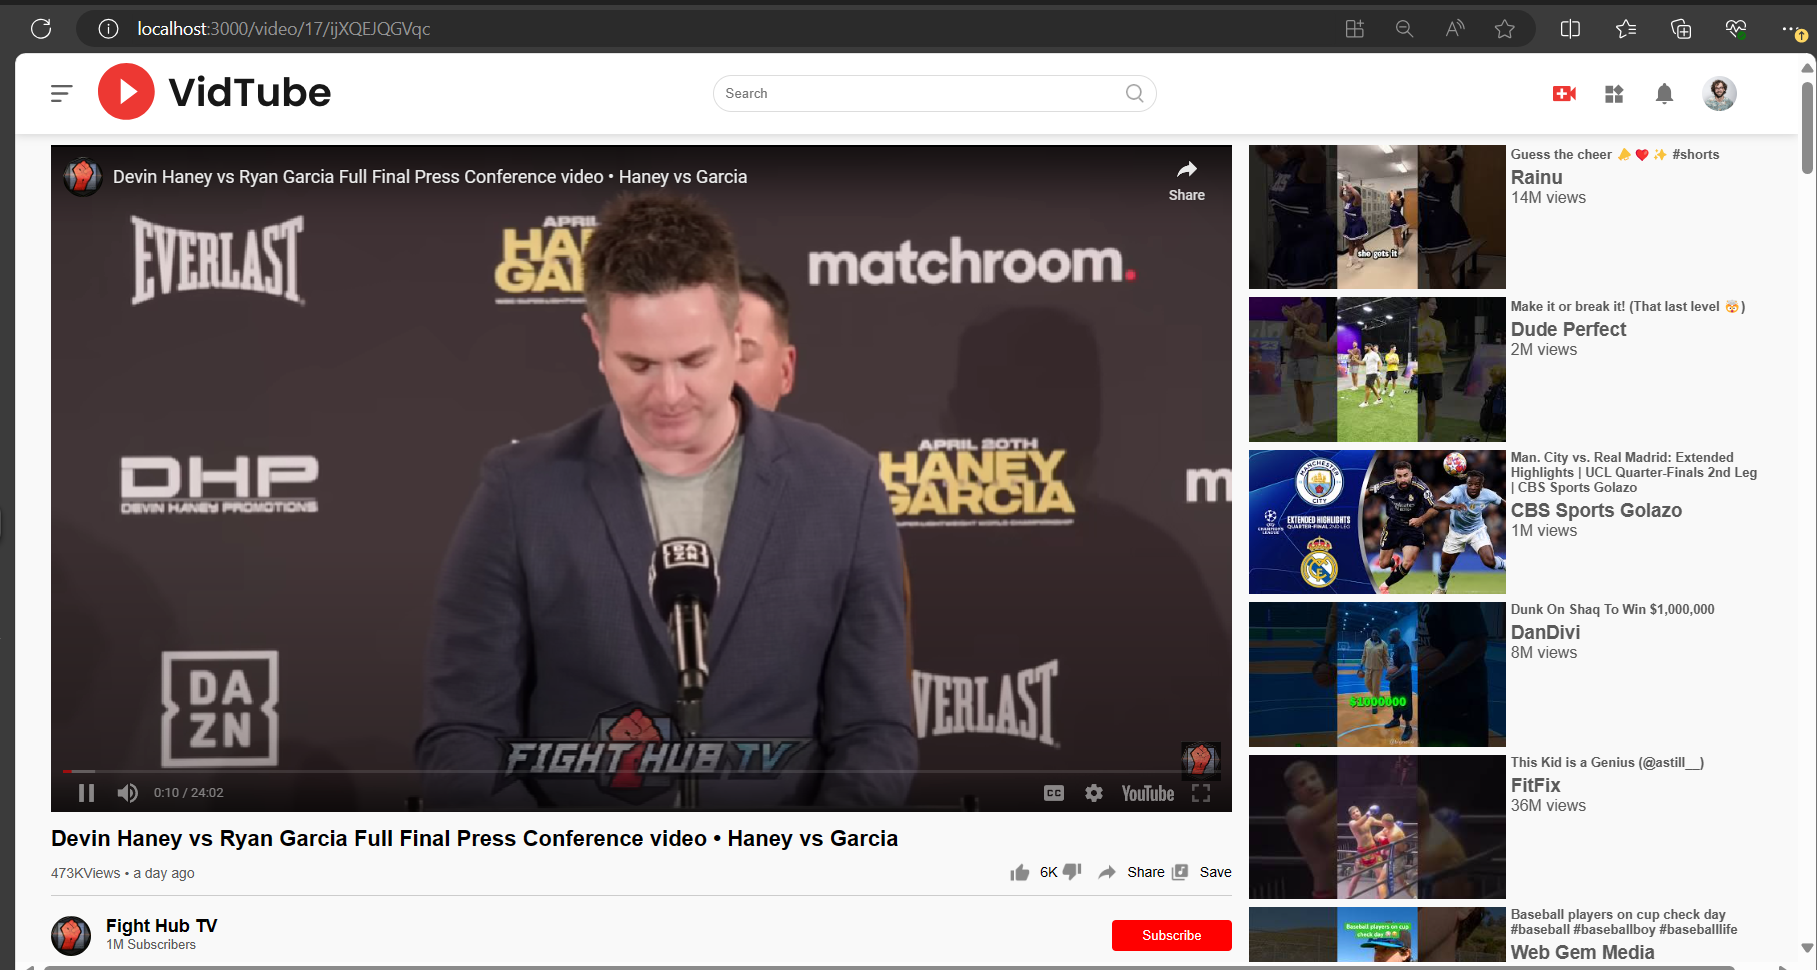 localhost:3000/video/17/ijXQEJQGVqc
VidTube
Search
Devin Haney vs Ryan Garcia Full Final Press Conference video • Haney vs Garcia
Share
EVERLAST
APRIL
HA
GA
matchroom.
DHP
DEVIN HANEY PROMOTIONS
APRIL 20TH
HANEY
GARCIA
m
DAZN
DA
ZN
EVERLAST
FIGHT HUB TV
0:10 / 24:02
CC
YouTube
Devin Haney vs Ryan Garcia Full Final Press Conference video • Haney vs Garcia
473KViews • a day ago
6K
Share
Save
Fight Hub TV
1M Subscribers
Subscribe
Guess the cheer 📣 ❤️ ✨ #shorts
Rainu
14M views
she gots it
Make it or break it! (That last level 🤯)
Dude Perfect
2M views
Man. City vs. Real Madrid: Extended
Highlights | UCL Quarter-Finals 2nd Leg
| CBS Sports Golazo
CBS Sports Golazo
1M views
MANCHESTER
CITY
EXTENDED HIGHLIGHTS
QUARTER-FINAL 2ND LEG
Dunk On Shaq To Win $1,000,000
DanDivi
8M views
$1000000
This Kid is a Genius (@astill__)
FitFix
36M views
Baseball players on cup check day
#baseball #baseballboy #baseballlife
Web Gem Media
Baseball players on cup
check day